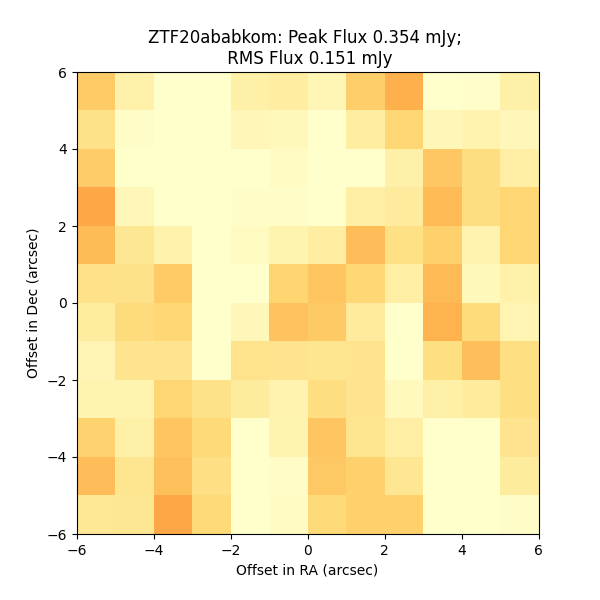 ZTF20ababkom: Peak Flux 0.354 mJy;
RMS Flux 0.151 mJy
6
4
2
0
−2
−4
−6
Offset in Dec (arcsec)
−6 −4 −2 0 2 4 6
Offset in RA (arcsec)